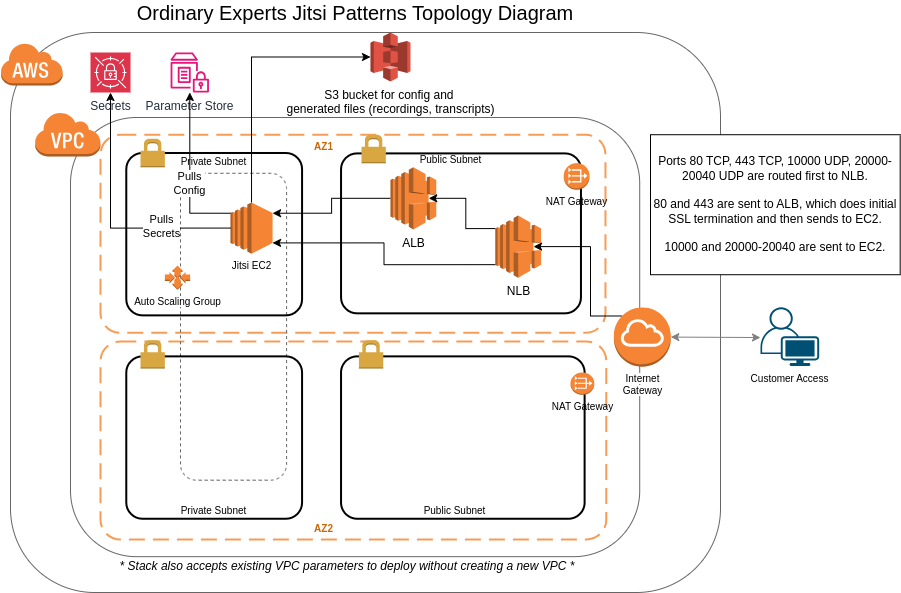 Ordinary Experts Jitsi Patterns Topology Diagram
AWS
Secrets
Parameter Store
S3 bucket for config and
generated files (recordings, transcripts)
VPC
AZ1
Private Subnet
Public Subnet
Pulls
Config
Pulls
Secrets
Jitsi EC2
Auto Scaling Group
ALB
NLB
NAT Gateway
Ports 80 TCP, 443 TCP, 10000 UDP, 20000-
20040 UDP are routed first to NLB.
80 and 443 are sent to ALB, which does initial
SSL termination and then sends to EC2.
10000 and 20000-20040 are sent to EC2.
Internet
Gateway
Customer Access
NAT Gateway
Private Subnet
Public Subnet
AZ2
* Stack also accepts existing VPC parameters to deploy without creating a new VPC *